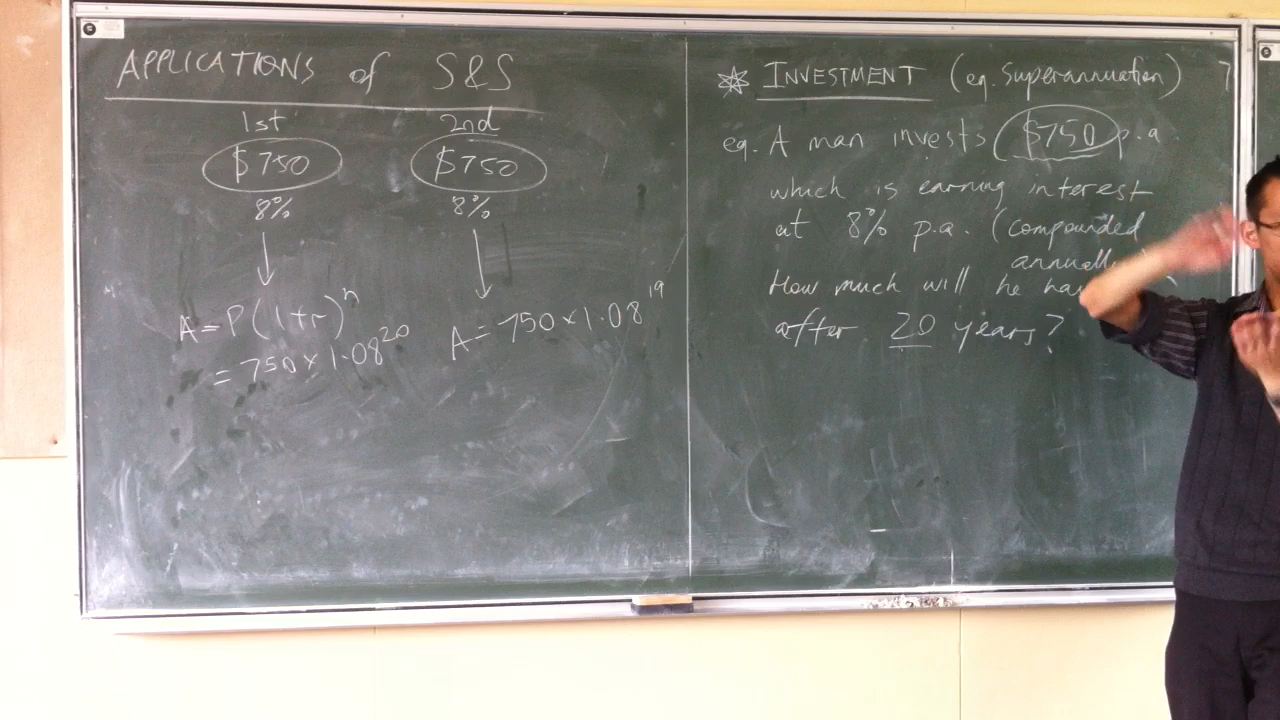 APPLICATIONS of S&S
1st
$750
8%
A=P(1+r)^n
=750×1.08^20
2nd
$750
8%
A=750×1.08^19
INVESTMENT (eg. Superannuation)
eg. A man invests $750 p.a
which is earning interest
at 8% p.a. (compounded
annually
How much will he
after 20 years?